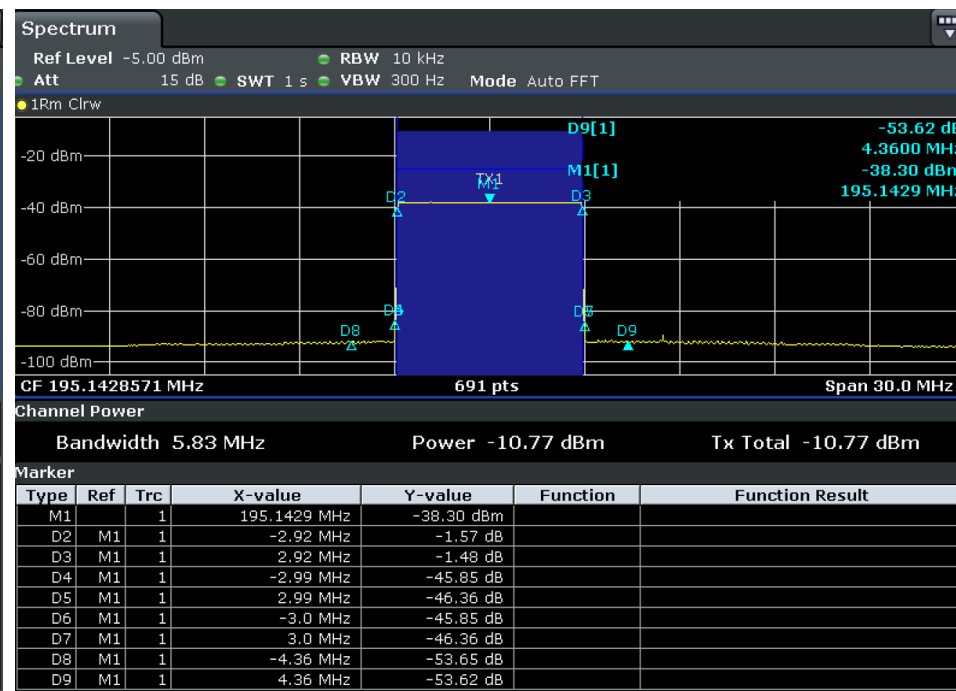 Spectrum
Ref Level -5.00 dBm RBW 10 kHz
Att 15 dB SWT 1 s VBW 300 Hz Mode Auto FFT
1Rm Clrw
D9[1] -53.62 dB
4.3600 MHz
-20 dBm
M1[1] -38.30 dBm
195.1429 MHz
TX1
M1
D2 D3
-40 dBm
-60 dBm
-80 dBm
D8 D9
-100 dBm
CF 195.1428571 MHz 691 pts Span 30.0 MHz
Channel Power
Bandwidth 5.83 MHz Power -10.77 dBm Tx Total -10.77 dBm
Marker
Type Ref Trc X-value Y-value Function Function Result
M1 1 195.1429 MHz -38.30 dBm
D2 M1 1 -2.92 MHz -1.57 dB
D3 M1 1 2.92 MHz -1.48 dB
D4 M1 1 -2.99 MHz -45.85 dB
D5 M1 1 2.99 MHz -46.36 dB
D6 M1 1 -3.0 MHz -45.85 dB
D7 M1 1 3.0 MHz -46.36 dB
D8 M1 1 -4.36 MHz -53.65 dB
D9 M1 1 4.36 MHz -53.62 dB